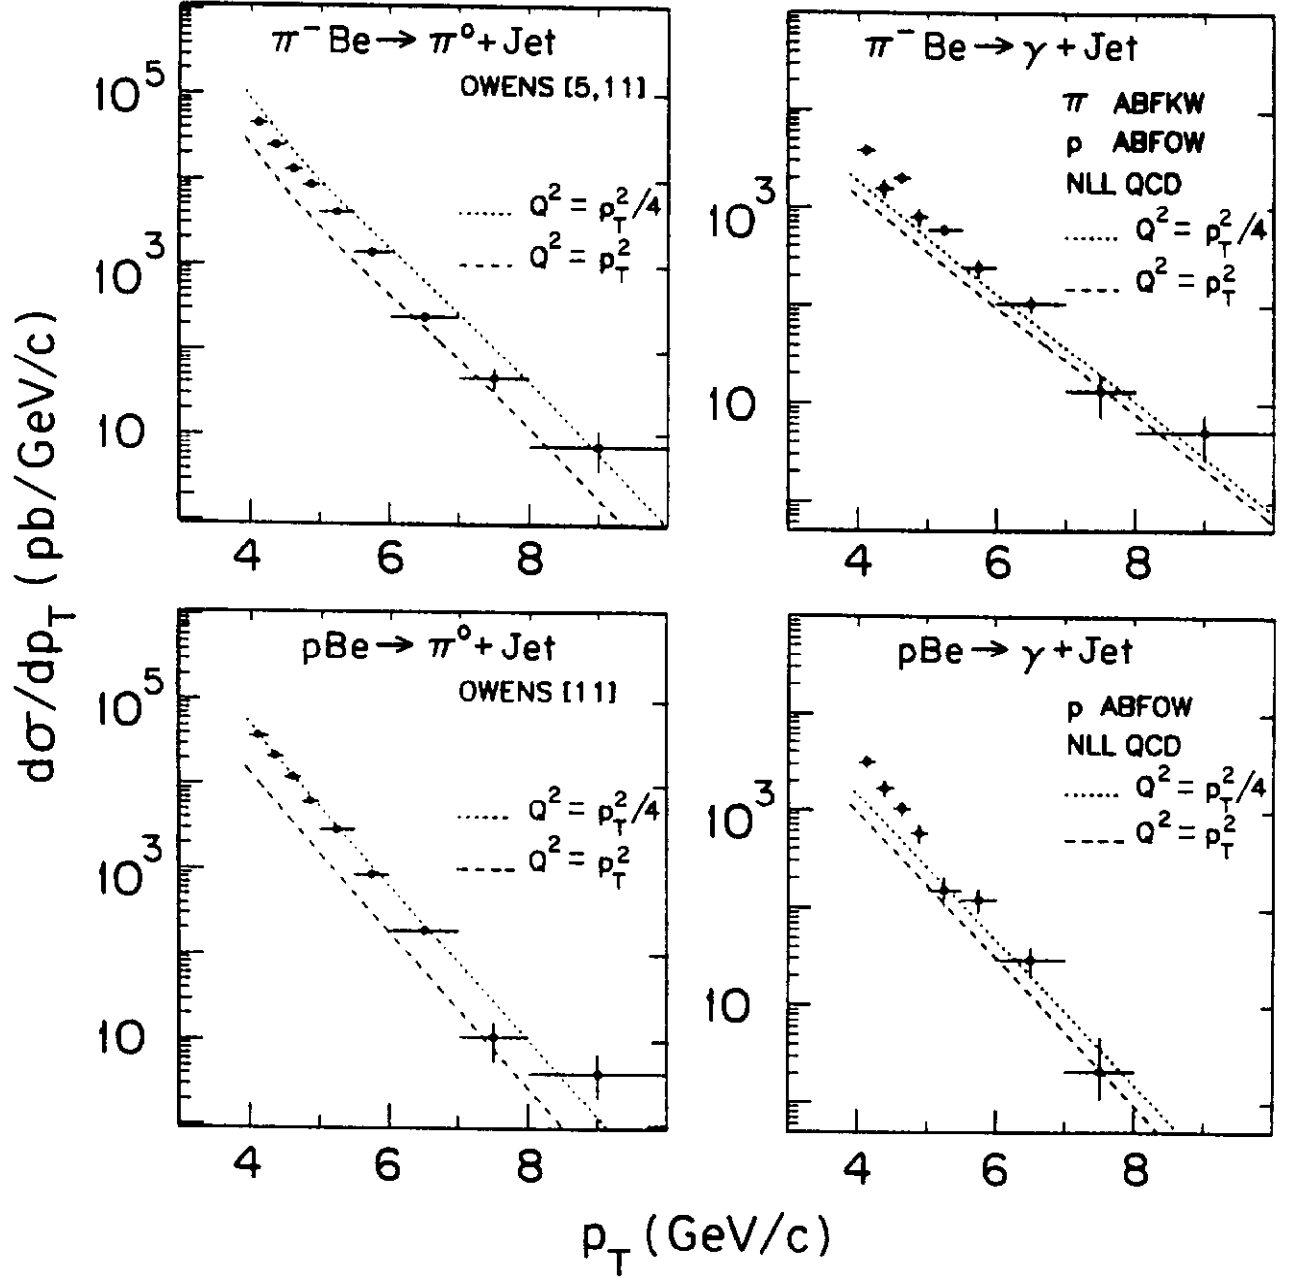 dσ/dp_T (pb/GeV/c)
π⁻Be → π⁰ + Jet
OWENS [5,11]
Q² = p_T²/4
Q² = p_T²
10⁵
10³
10
4 6 8
π⁻Be → γ + Jet
π ABFKW
p ABFOW
NLL QCD
Q² = p_T²/4
Q² = p_T²
10³
10
4 6 8
pBe → π⁰ + Jet
OWENS [11]
Q² = p_T²/4
Q² = p_T²
10⁵
10³
10
4 6 8
pBe → γ + Jet
p ABFOW
NLL QCD
Q² = p_T²/4
Q² = p_T²
10³
10
4 6 8
p_T (GeV/c)